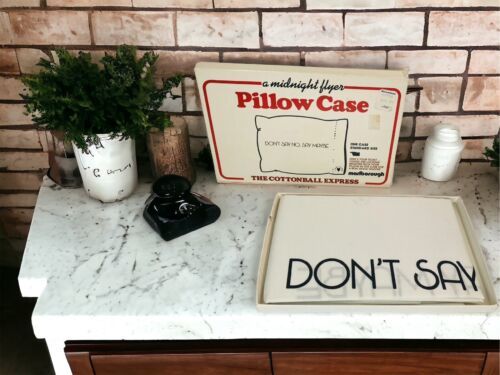 a midnight flyer
Pillow Case
DON'T SAY NO. SAY MAYBE.
ONE CASE
STANDARD SIZE
marlborough
THE COTTONBALL EXPRESS
DON'T SAY